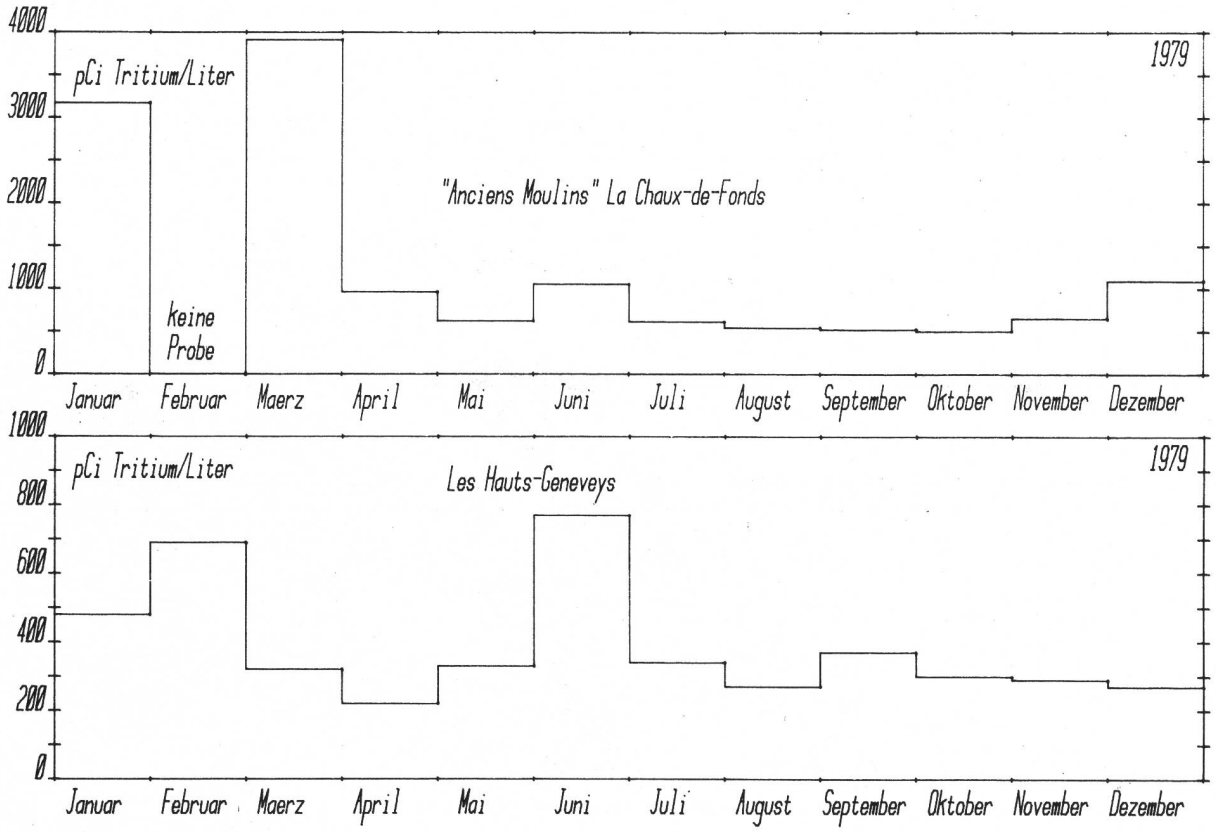 4000
pCi Tritium/Liter
1979
3000
2000
"Anciens Moulins" La Chaux-de-Fonds
1000
keine
Probe
0
Januar Februar Maerz April Mai Juni Juli August September Oktober November Dezember
1000
pCi Tritium/Liter
Les Hauts-Geneveys
1979
800
600
400
200
0
Januar Februar Maerz April Mai Juni Juli August September Oktober November Dezember